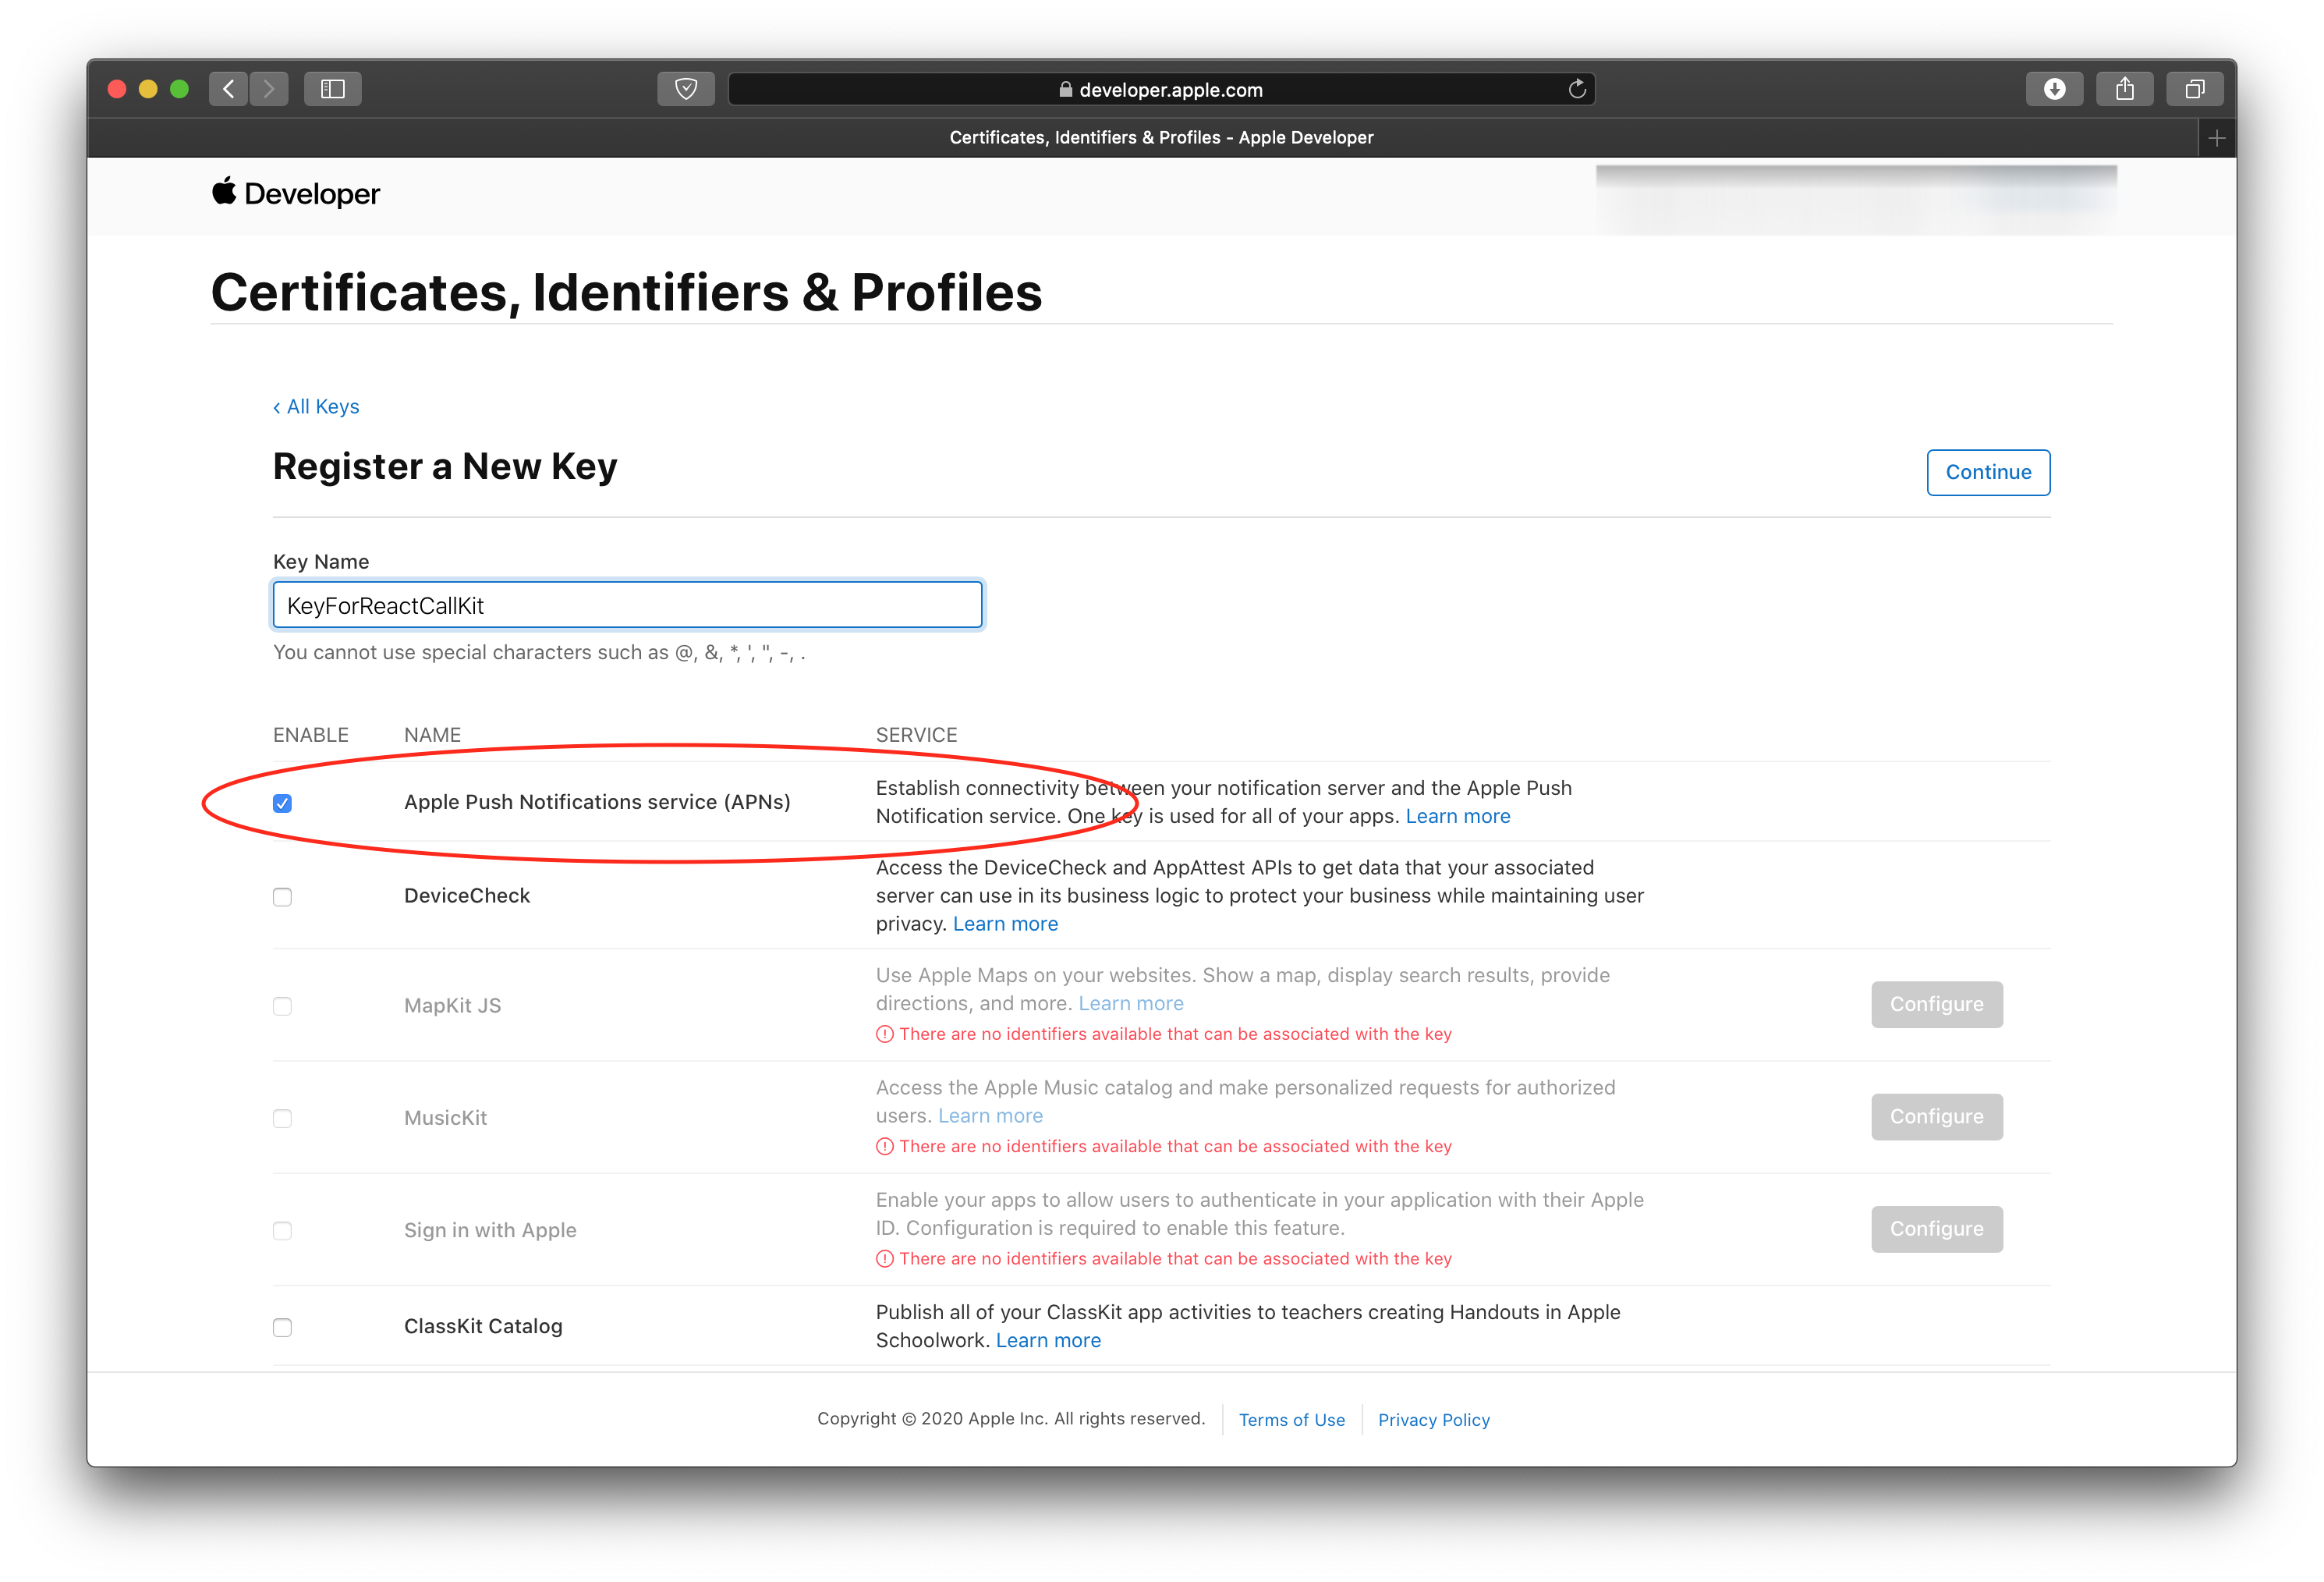 developer.apple.com
Certificates, Identifiers & Profiles - Apple Developer
Developer
Certificates, Identifiers & Profiles
‹ All Keys
Register a New Key
Continue
Key Name
KeyForReactCallKit
You cannot use special characters such as @, &, *, ', ", -, .
ENABLE NAME SERVICE
Apple Push Notifications service (APNs)
Establish connectivity between your notification server and the Apple Push
Notification service. One key is used for all of your apps. Learn more
DeviceCheck
Access the DeviceCheck and AppAttest APIs to get data that your associated
server can use in its business logic to protect your business while maintaining user
privacy. Learn more
MapKit JS
Use Apple Maps on your websites. Show a map, display search results, provide
directions, and more. Learn more
There are no identifiers available that can be associated with the key
Configure
MusicKit
Access the Apple Music catalog and make personalized requests for authorized
users. Learn more
There are no identifiers available that can be associated with the key
Configure
Sign in with Apple
Enable your apps to allow users to authenticate in your application with their Apple
ID. Configuration is required to enable this feature.
There are no identifiers available that can be associated with the key
Configure
ClassKit Catalog
Publish all of your ClassKit app activities to teachers creating Handouts in Apple
Schoolwork. Learn more
Copyright © 2020 Apple Inc. All rights reserved. Terms of Use Privacy Policy